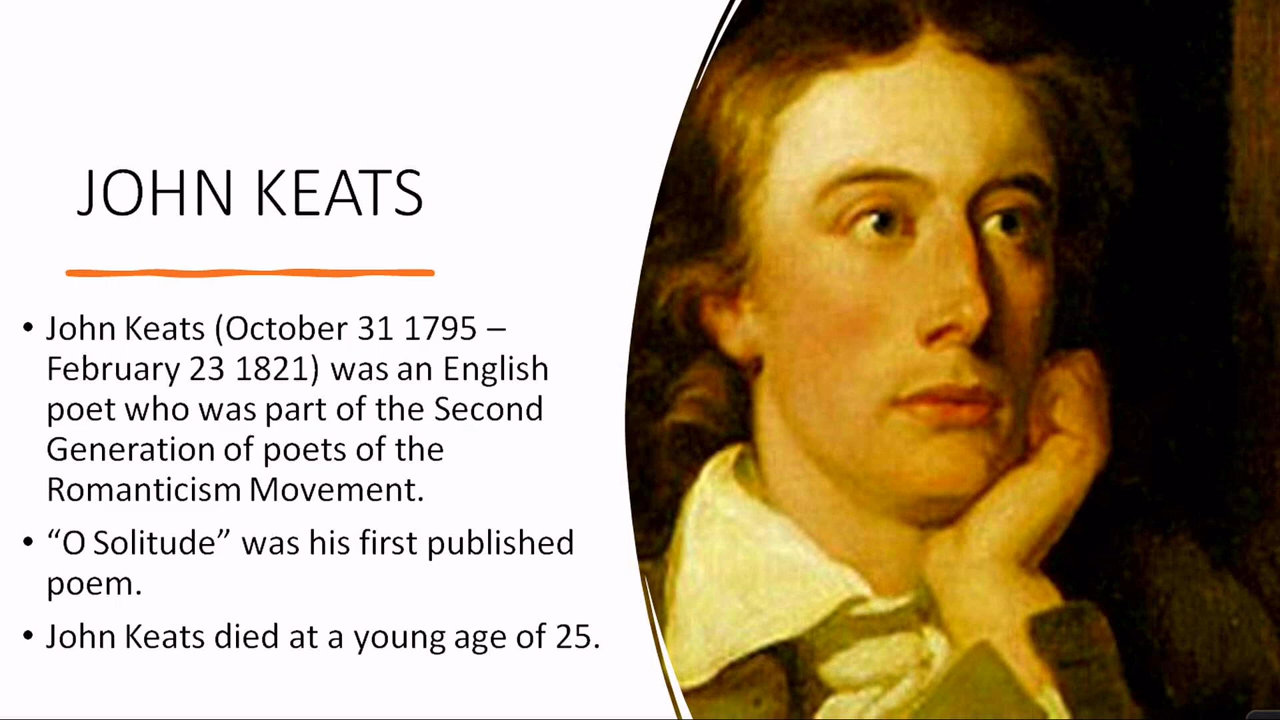 JOHN KEATS
• John Keats (October 31 1795 –
February 23 1821) was an English
poet who was part of the Second
Generation of poets of the
Romanticism Movement.
• “O Solitude” was his first published
poem.
• John Keats died at a young age of 25.